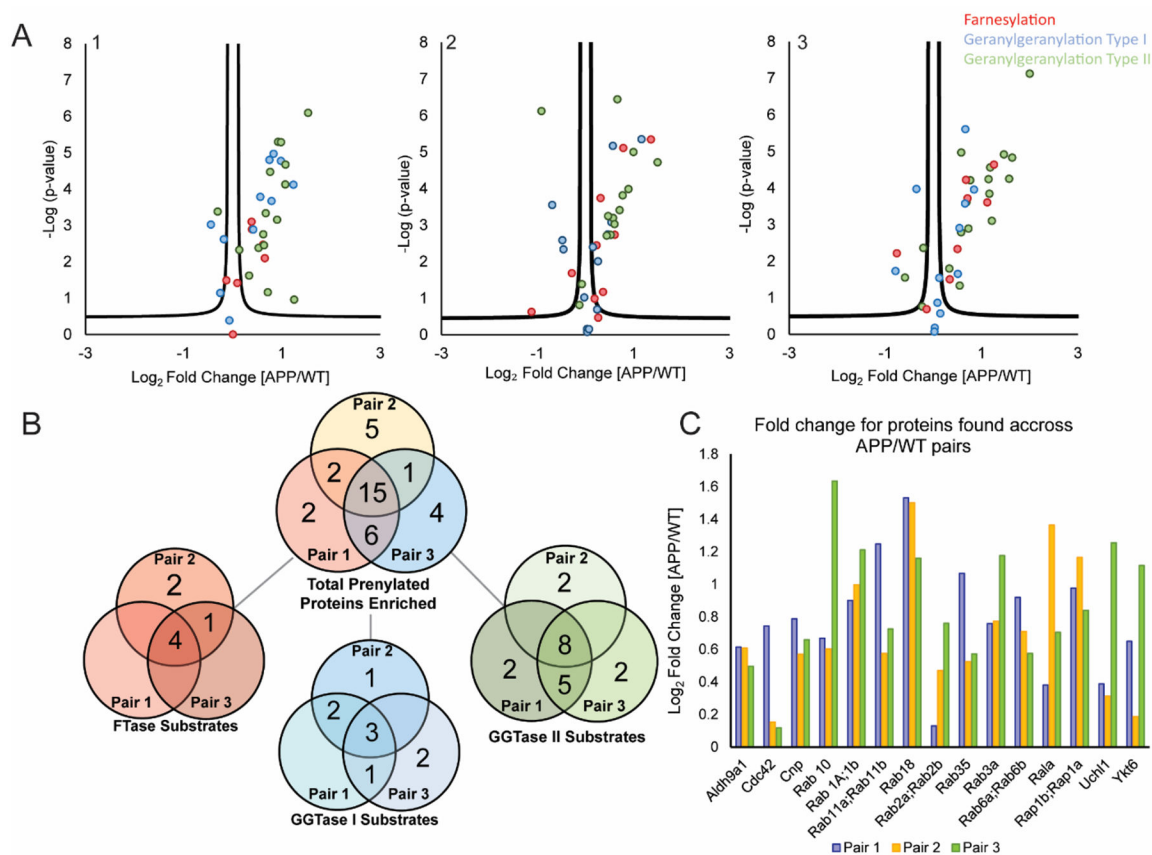 A
1
2
3
Farnesylation
Geranylgeranylation Type I
Geranylgeranylation Type II
8
7
6
5
4
3
2
1
0
-3
-1
1
3
-Log (p-value)
Log2 Fold Change [APP/WT]
8
7
6
5
4
3
2
1
0
-3
-1
1
3
-Log (p-value)
Log2 Fold Change [APP/WT]
8
7
6
5
4
3
2
1
0
-3
-1
1
3
-Log (p-value)
Log2 Fold Change [APP/WT]
B
Pair 2
5
2
1
15
2
4
6
Pair 1
Pair 3
Total Prenylated
Proteins Enriched
Pair 2
2
1
4
Pair 1
Pair 3
FTase Substrates
Pair 2
1
2
3
2
1
Pair 1
Pair 3
GGTase I Substrates
Pair 2
2
8
2
2
5
Pair 1
Pair 3
GGTase II Substrates
C
Fold change for proteins found accross
APP/WT pairs
Log2 Fold Change [APP/WT]
1.8
1.6
1.4
1.2
1
0.8
0.6
0.4
0.2
0
Aldh9a1
Cdc42
Cnp
Rab 10
Rab 1A;1b
Rab11a;Rab11b
Rab18
Rab2a;Rab2b
Rab35
Rab3a
Rab6a;Rab6b
Rala
Rap1b;Rap1a
Uchl1
Ykt6
Pair 1
Pair 2
Pair 3